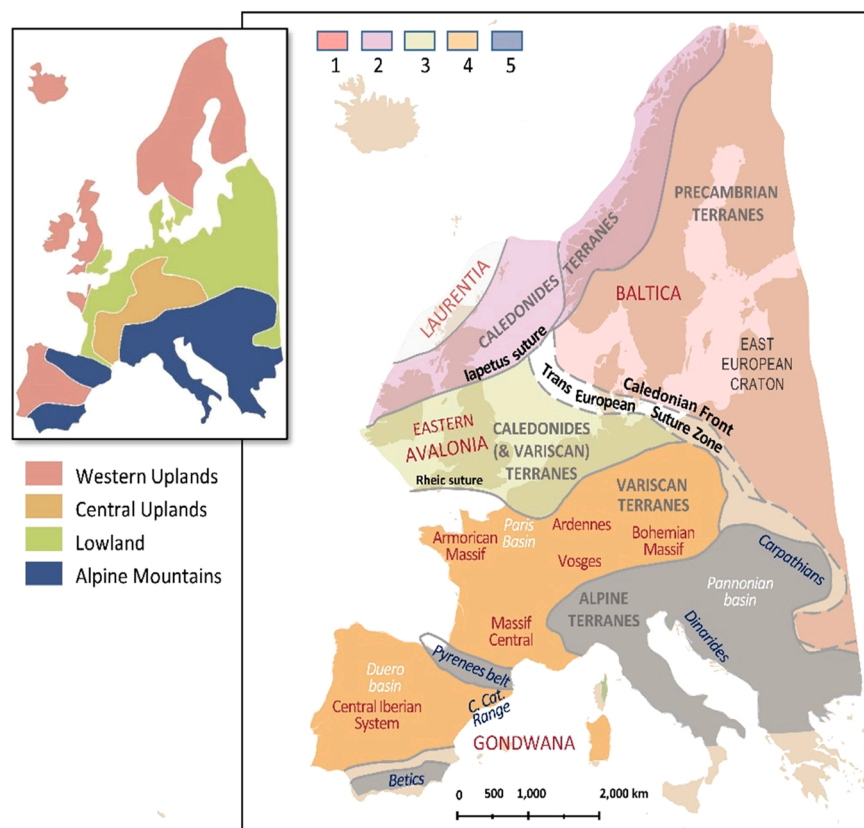 1 2 3 4 5
Western Uplands
Central Uplands
Lowland
Alpine Mountains
PRECAMBRIAN
TERRANES
LAURENTIA
CALEDONIDES
TERRANES
BALTICA
Iapetus suture
EAST
EUROPEAN
CRATON
Trans European
Suture Zone
Caledonian Front
EASTERN
AVALONIA
CALEDONIDES
(& VARISCAN)
TERRANES
Rheic suture
VARISCAN
TERRANES
Paris
Basin
Ardennes
Armorican
Massif
Bohemian
Massif
Vosges
Carpathians
Pannonian
basin
ALPINE
TERRANES
Dinarides
Massif
Central
Pyrenees belt
Duero
basin
Central Iberian
System
C. Cat.
Range
GONDWANA
Betics
0 500 1,000 2,000 km